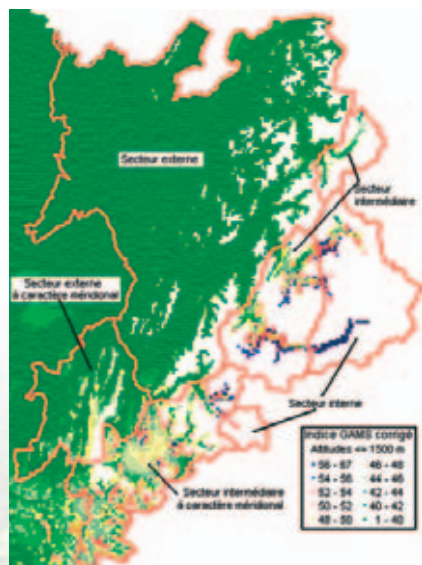 Secteur externe
Secteur
intermédiaire
Secteur externe
à caractère méridional
Secteur interne
Secteur intermédiaire
à caractère méridional
Indice GAMS corrigé
Altitudes <= 1500 m
56 - 67
46 - 48
54 - 56
44 - 46
52 - 54
42 - 44
50 - 52
40 - 42
48 - 50
1 - 40